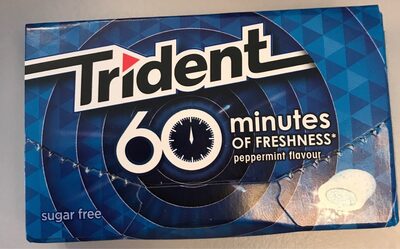 Trident
60 minutes
OF FRESHNESS*
peppermint flavour
sugar free